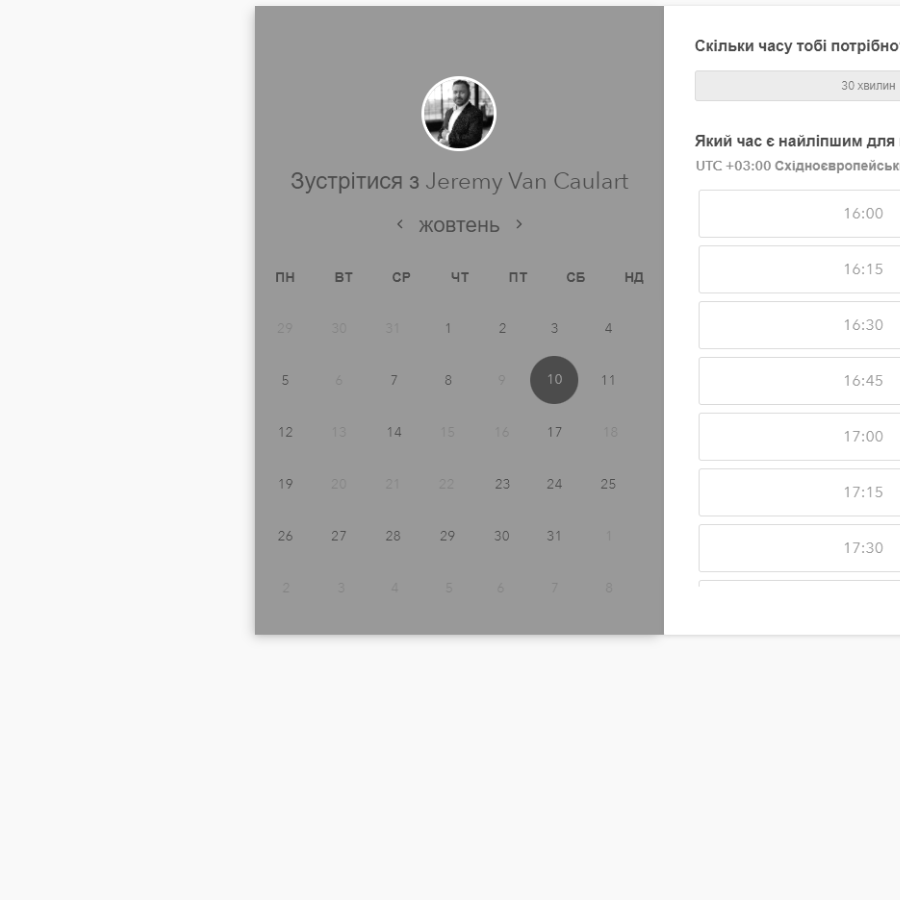 Зустрітися з Jeremy Van Caulart
жовтень
ПН ВТ СР ЧТ ПТ СБ НД
29 30 31 1 2 3 4
5 6 7 8 9 10 11
12 13 14 15 16 17 18
19 20 21 22 23 24 25
26 27 28 29 30 31 1
2 3 4 5 6 7 8
Скільки часу тобі потрібно
30 хвилин
Який час є найліпшим для
UTC +03:00
16:00
16:15
16:30
16:45
17:00
17:15
17:30